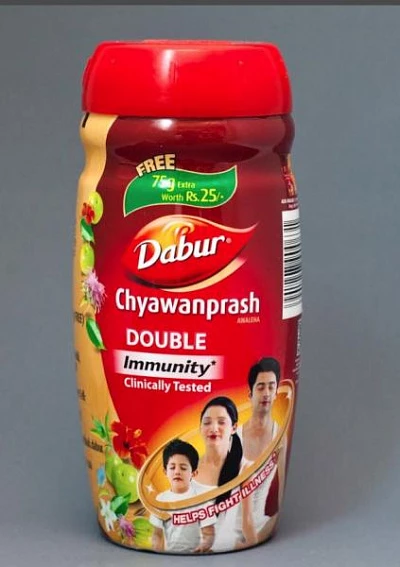 FREE
75g Extra
Worth Rs.25/-
Dabur®
Chyawanprash
AWALEHA
DOUBLE
Immunity*
Clinically Tested
HELPS FIGHT ILLNESS*